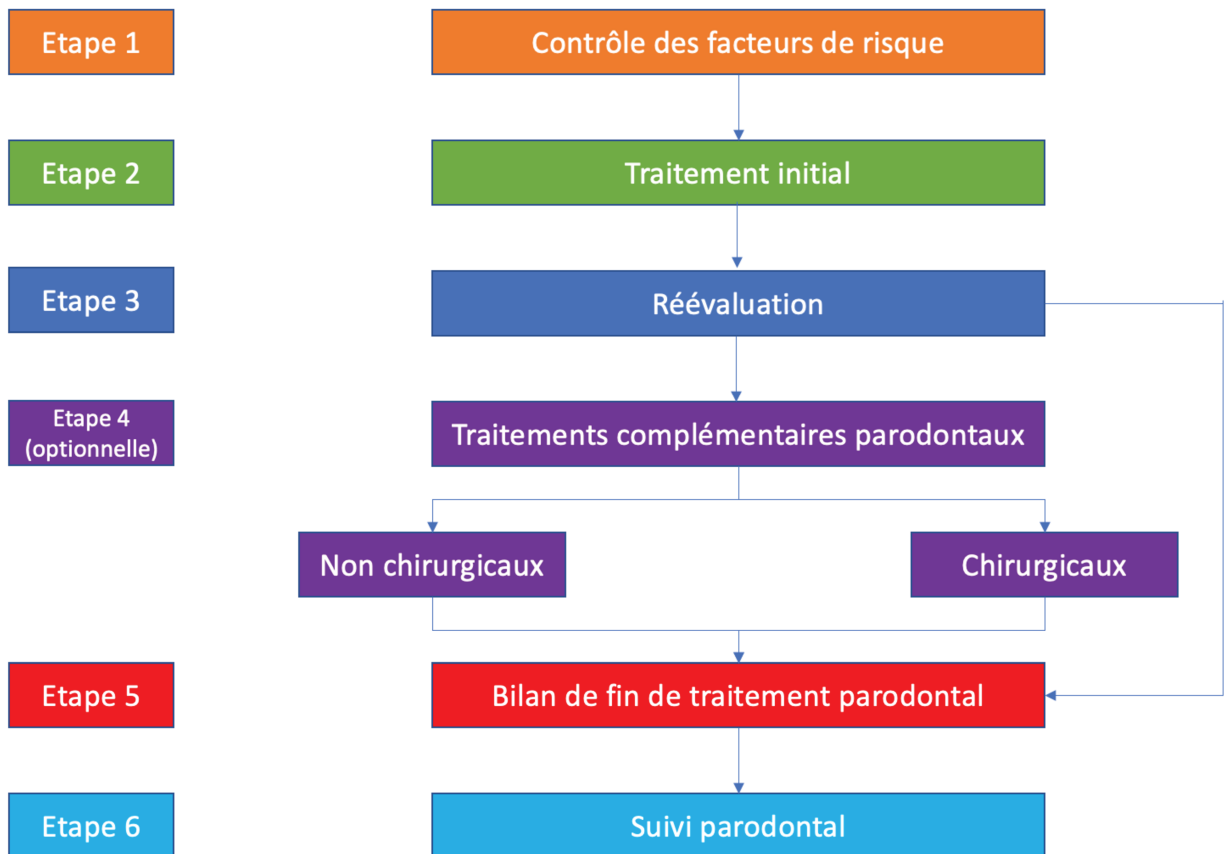 Etape 1
Contrôle des facteurs de risque
Etape 2
Traitement initial
Etape 3
Réévaluation
Etape 4
(optionnelle)
Traitements complémentaires parodontaux
Non chirurgicaux
Chirurgicaux
Etape 5
Bilan de fin de traitement parodontal
Etape 6
Suivi parodontal